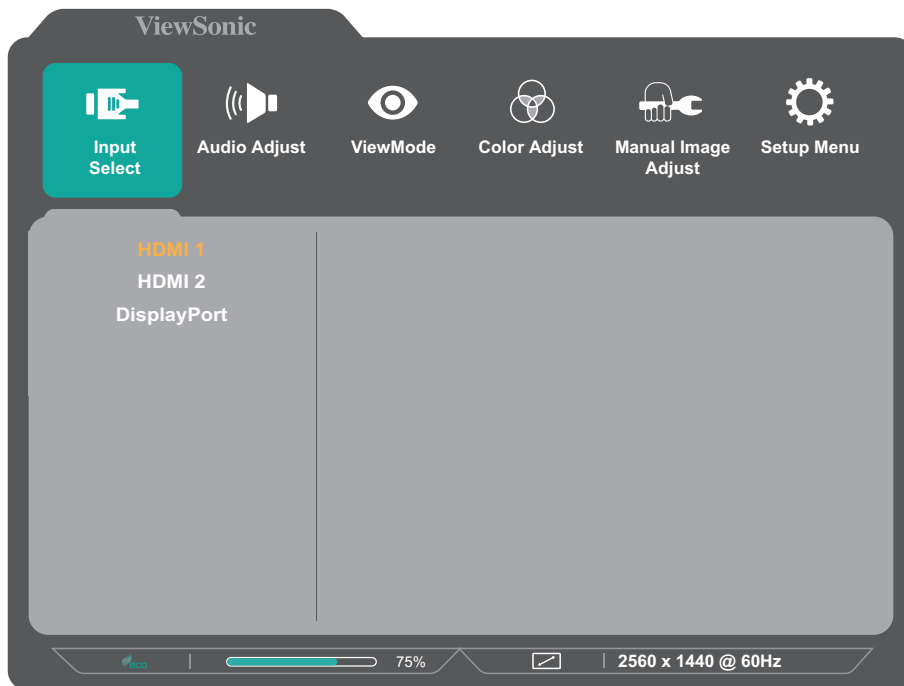 ViewSonic
Input
Select
Audio Adjust
ViewMode
Color Adjust
Manual Image
Adjust
Setup Menu
HDMI 1
HDMI 2
DisplayPort
eco
75%
2560 x 1440 @ 60Hz